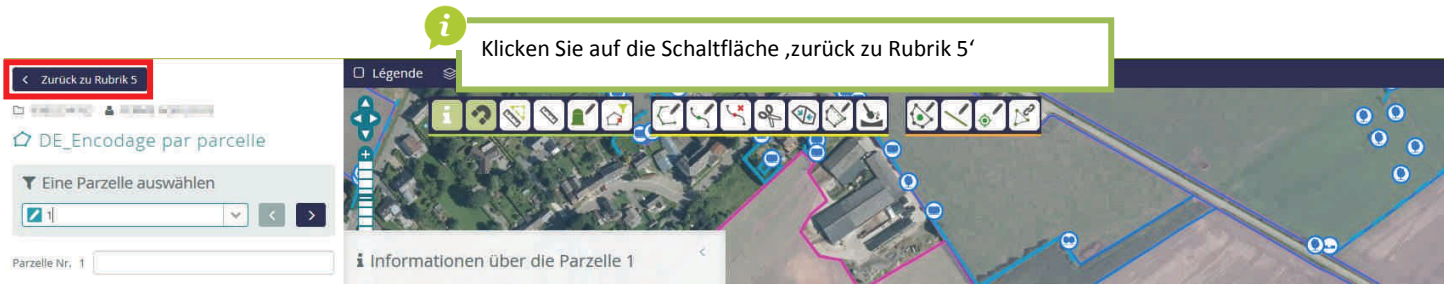 i
Klicken Sie auf die Schaltfläche ‚zurück zu Rubrik 5‘
Zurück zu Rubrik 5
Légende
DE_Encodage par parcelle
Eine Parzelle auswählen
1
Parzelle Nr. 1
i Informationen über die Parzelle 1